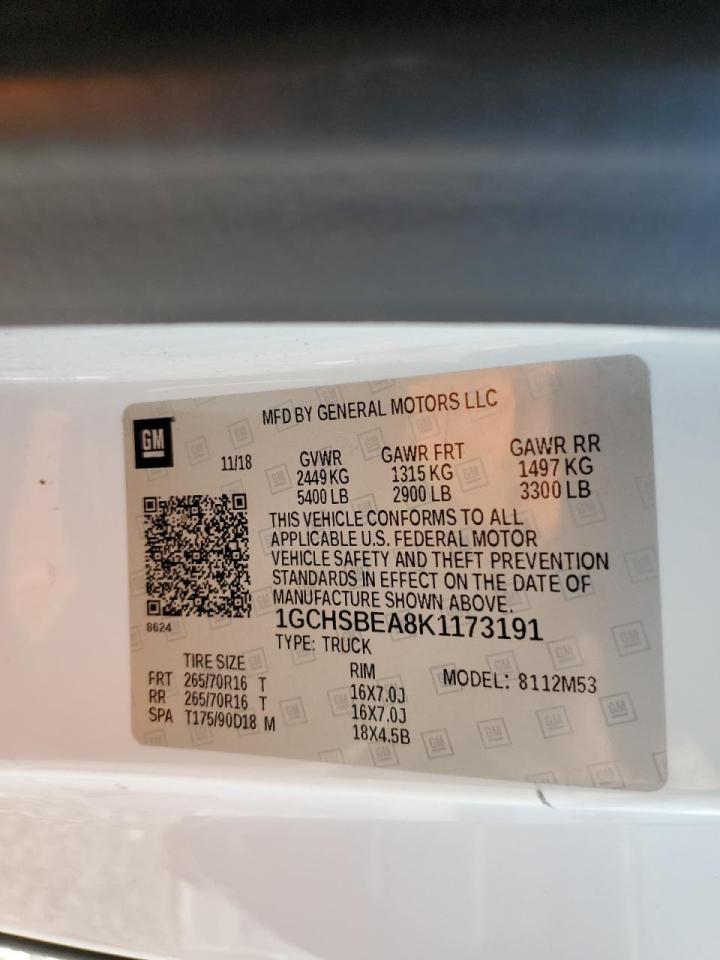 MFD BY GENERAL MOTORS LLC
GM
11/18 GVWR GAWR FRT GAWR RR
2449 KG 1315 KG 1497 KG
5400 LB 2900 LB 3300 LB
THIS VEHICLE CONFORMS TO ALL
APPLICABLE U.S. FEDERAL MOTOR
VEHICLE SAFETY AND THEFT PREVENTION
STANDARDS IN EFFECT ON THE DATE OF
MANUFACTURE SHOWN ABOVE.
8624
1GCHSBEA8K1173191
TYPE: TRUCK
TIRE SIZE RIM MODEL: 8112M53
FRT 265/70R16 T 16X7.0J
RR 265/70R16 T 16X7.0J
SPA T175/90D18 M 18X4.5B